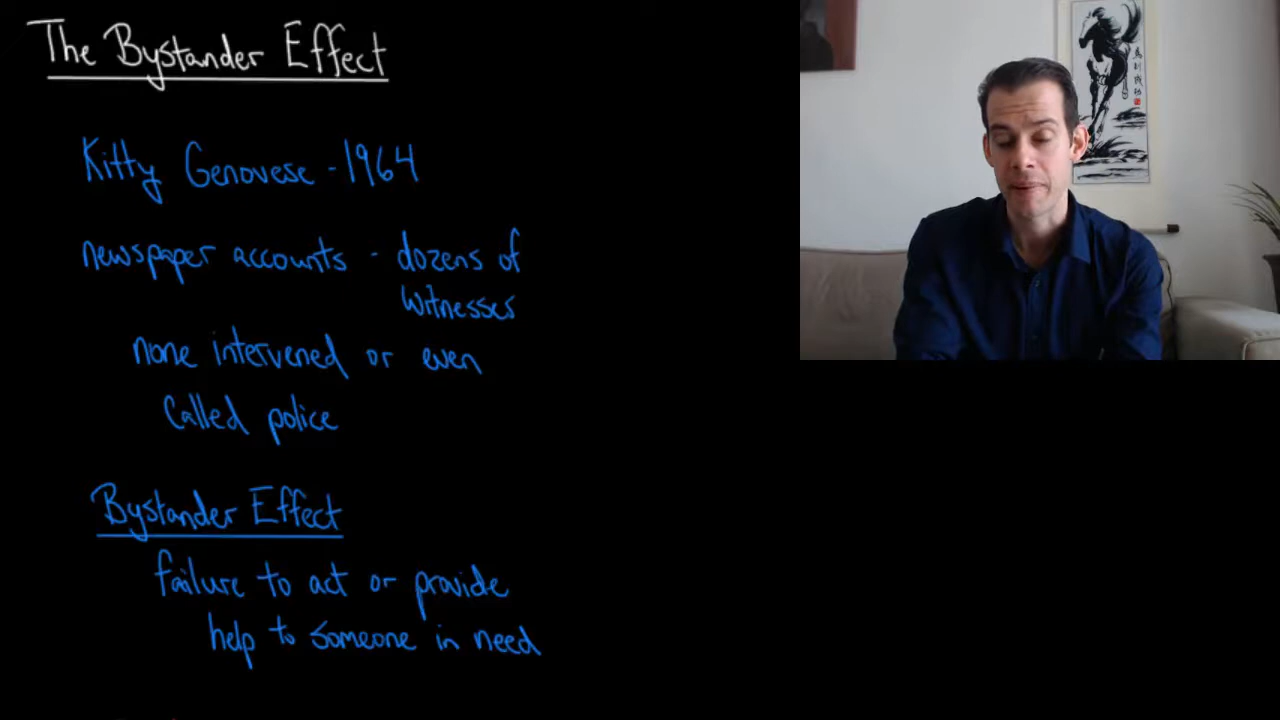 The Bystander Effect
Kitty Genovese - 1964
newspaper accounts - dozens of
witnesses
none intervened or even
called police
Bystander Effect
failure to act or provide
help to someone in need